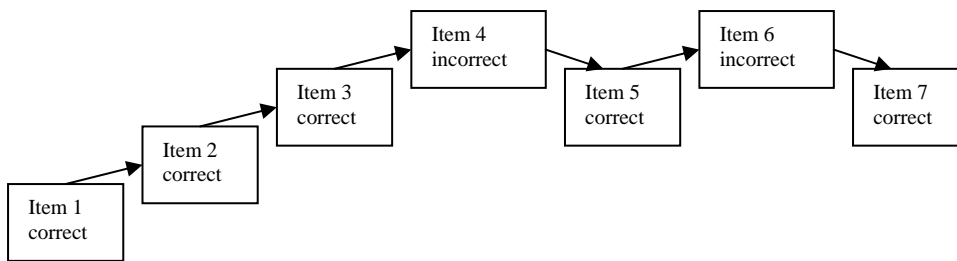 Item 1
correct
Item 2
correct
Item 3
correct
Item 4
incorrect
Item 5
correct
Item 6
incorrect
Item 7
correct